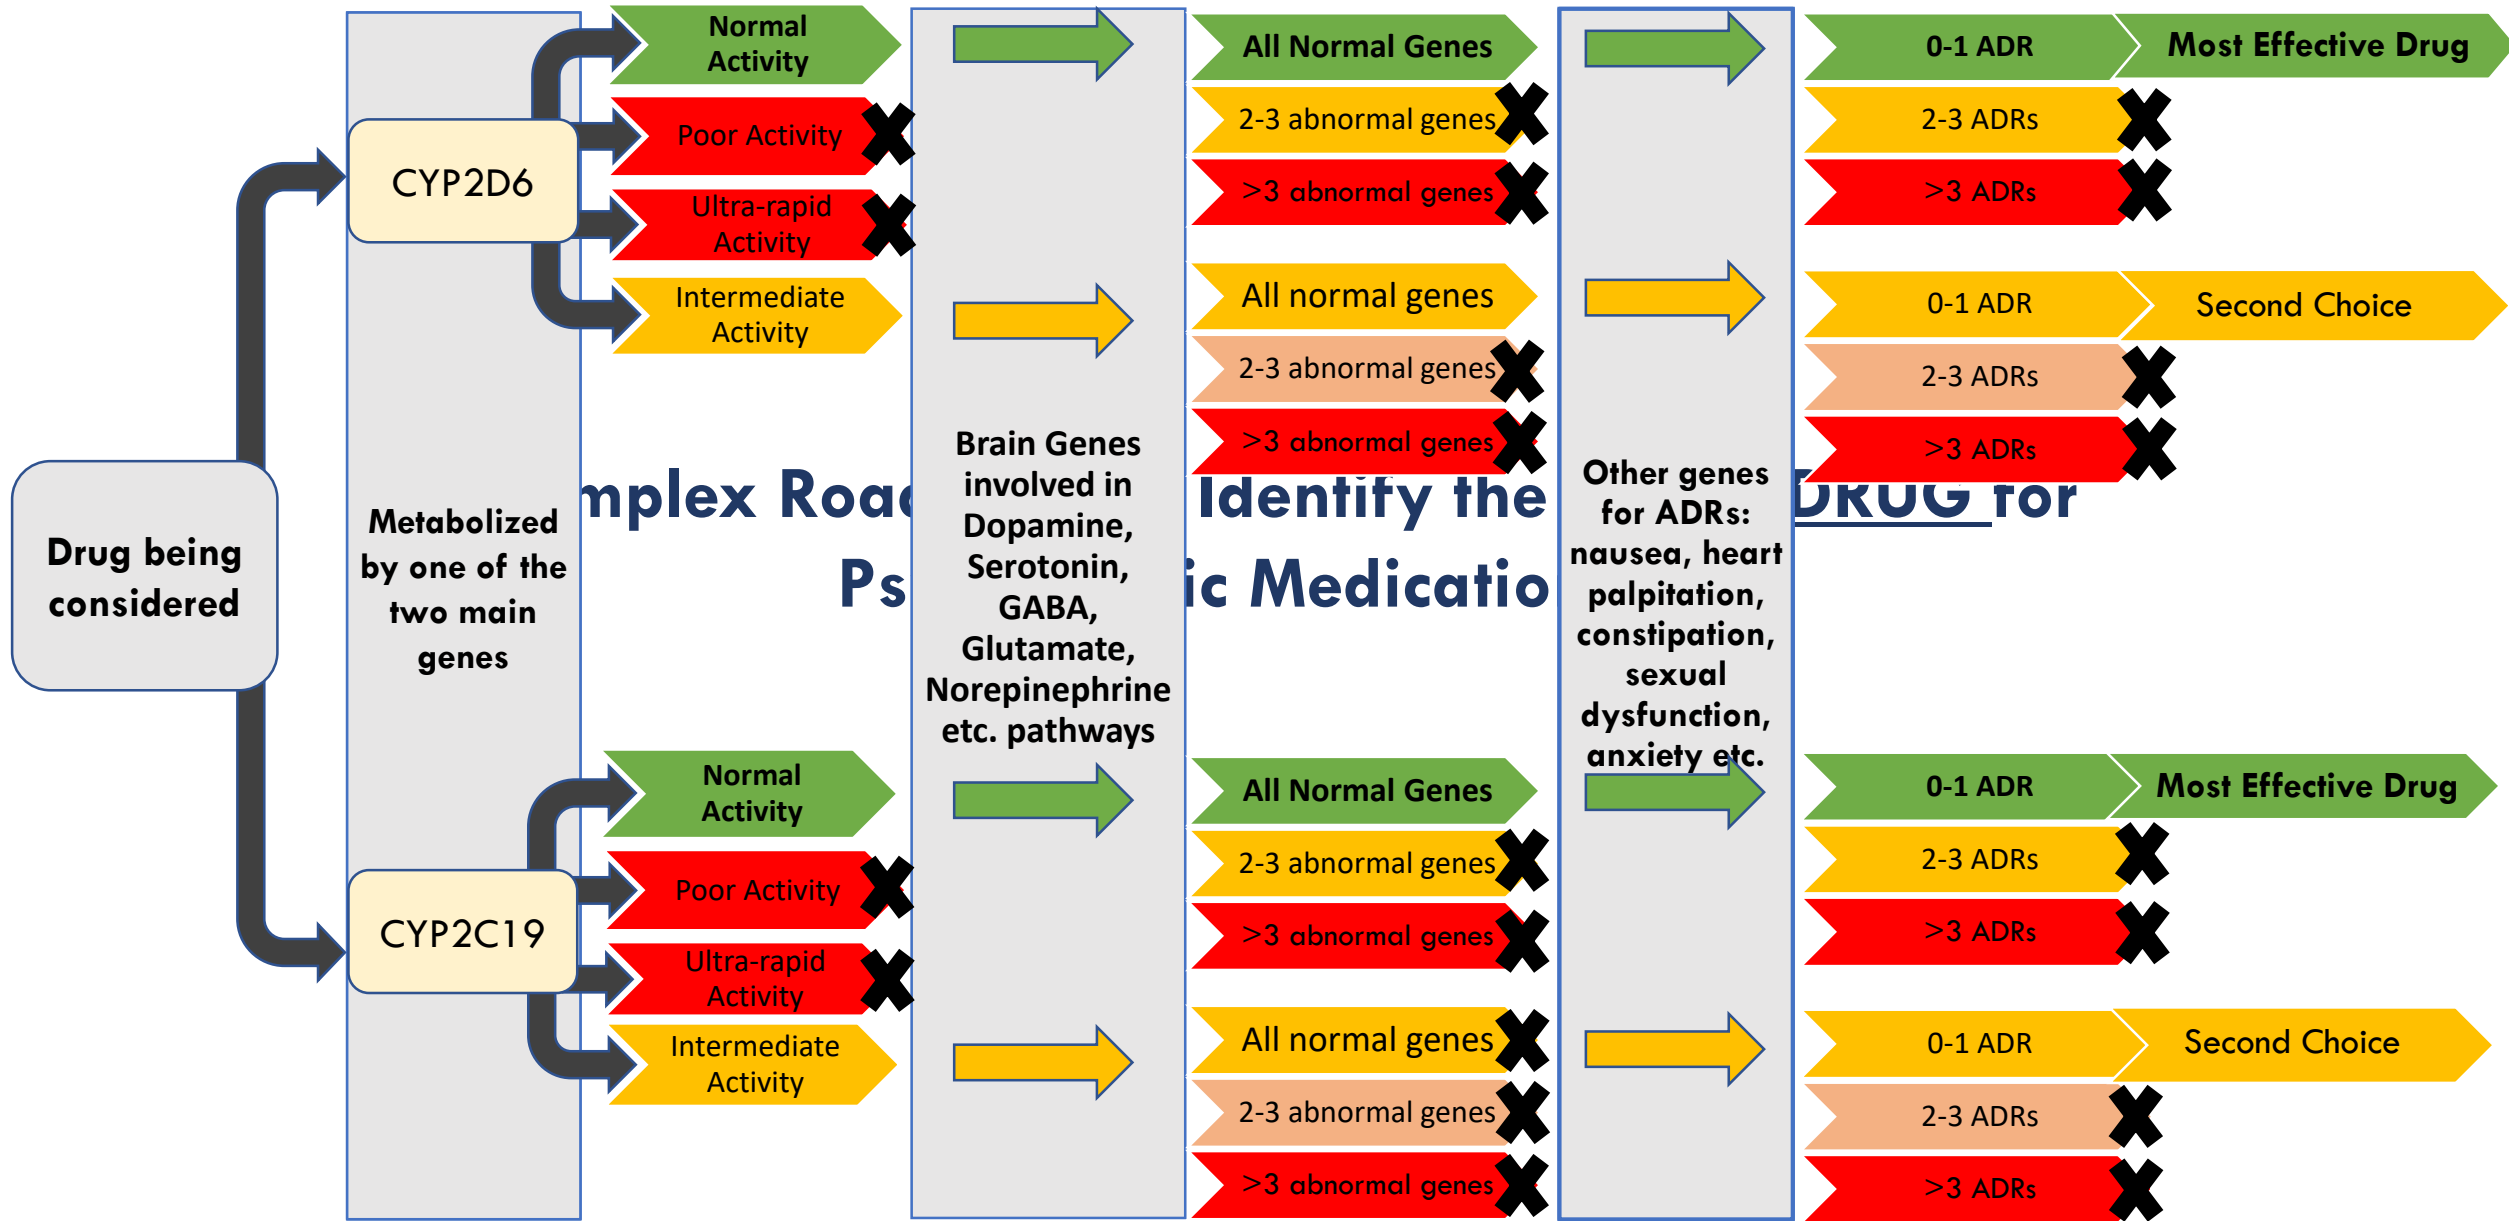 Drug being
considered
Metabolized
by one of the
two main
genes
CYP2D6
CYP2C19
Normal
Activity
Poor Activity
Ultra-rapid
Activity
Intermediate
Activity
Normal
Activity
Poor Activity
Ultra-rapid
Activity
Intermediate
Activity
Brain Genes
involved in
Dopamine,
Serotonin,
GABA,
Glutamate,
Norepinephrine
etc. pathways
All Normal Genes
2-3 abnormal genes
>3 abnormal genes
All normal genes
2-3 abnormal genes
>3 abnormal genes
Identify the DRUG for
Medicatio
All Normal Genes
2-3 abnormal genes
>3 abnormal genes
All normal genes
2-3 abnormal genes
>3 abnormal genes
Other genes
for ADRs:
nausea, heart
palpitation,
constipation,
sexual
dysfunction,
anxiety etc.
0-1 ADR
Most Effective Drug
2-3 ADRs
>3 ADRs
0-1 ADR
Second Choice
2-3 ADRs
>3 ADRs
0-1 ADR
Most Effective Drug
2-3 ADRs
>3 ADRs
0-1 ADR
Second Choice
2-3 ADRs
>3 ADRs